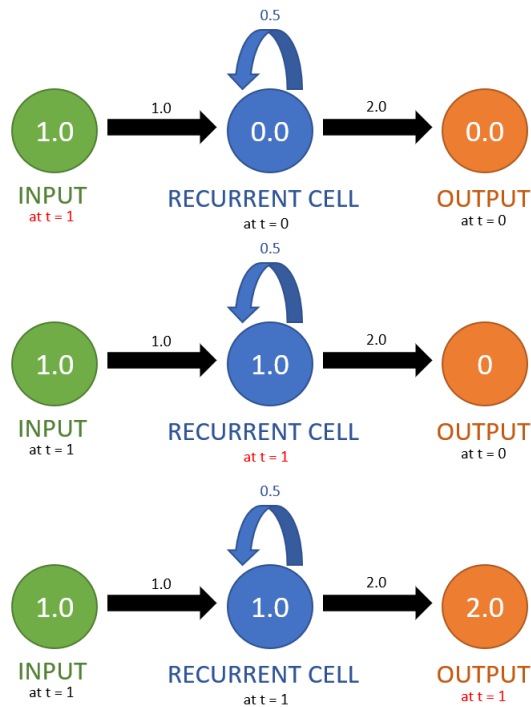 0.5
1.0 2.0
1.0 0.0 0.0
INPUT RECURRENT CELL OUTPUT
at t = 1 at t = 0 at t = 0
0.5
1.0 2.0
1.0 1.0 0
INPUT RECURRENT CELL OUTPUT
at t = 1 at t = 1 at t = 0
0.5
1.0 2.0
1.0 1.0 2.0
INPUT RECURRENT CELL OUTPUT
at t = 1 at t = 1 at t = 1